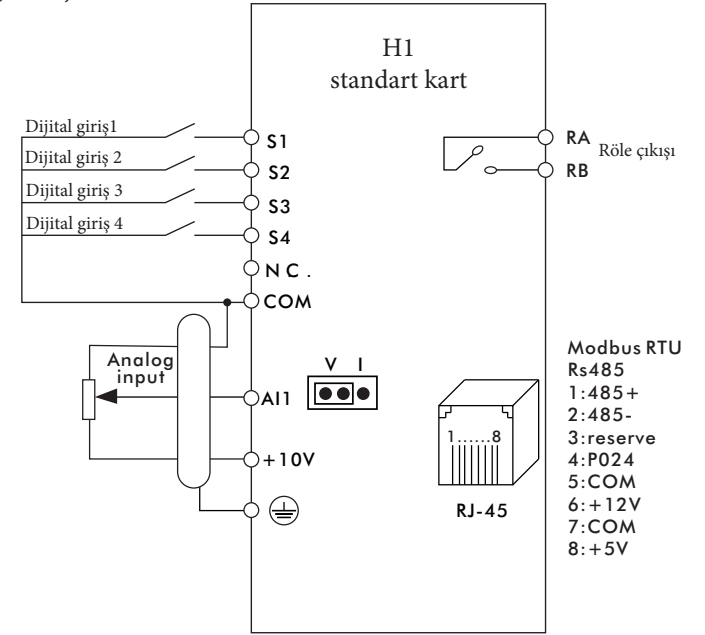 H1
standart kart
Dijital giriş1
S1
Dijital giriş 2
S2
Dijital giriş 3
S3
Dijital giriş 4
S4
N C .
COM
RA
Röle çıkışı
RB
Analog
input
AI1
V I
+10V
1......8
RJ-45
Modbus RTU
Rs485
1:485+
2:485-
3:reserve
4:P024
5:COM
6:+12V
7:COM
8:+5V